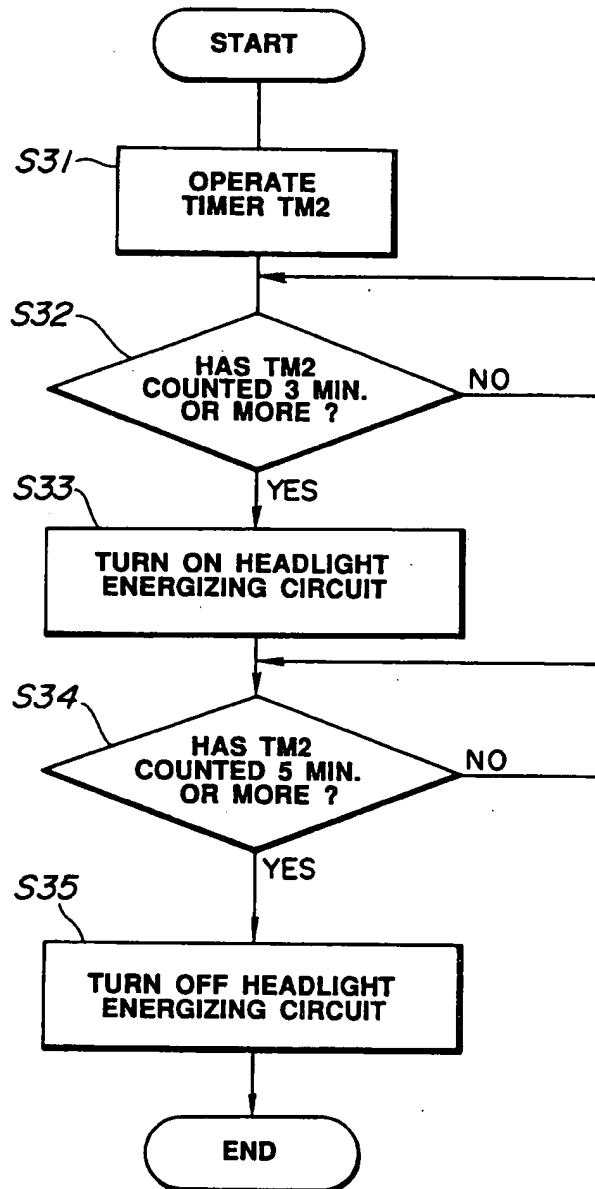 START
S31
OPERATE
TIMER TM2
S32
HAS TM2
COUNTED 3 MIN.
OR MORE ?
NO
YES
S33
TURN ON HEADLIGHT
ENERGIZING CIRCUIT
S34
HAS TM2
COUNTED 5 MIN.
OR MORE ?
NO
YES
S35
TURN OFF HEADLIGHT
ENERGIZING CIRCUIT
END